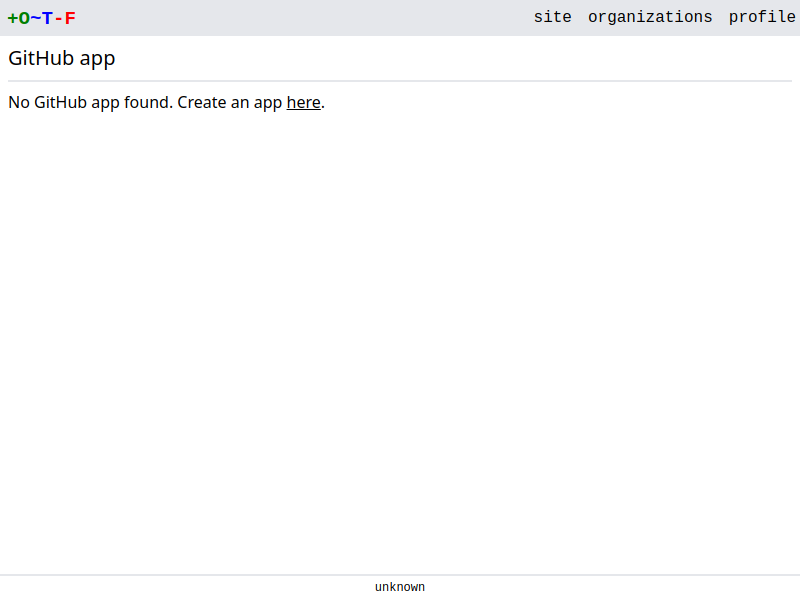 +O~T-F
site organizations profile
GitHub app
No GitHub app found. Create an app here.
unknown